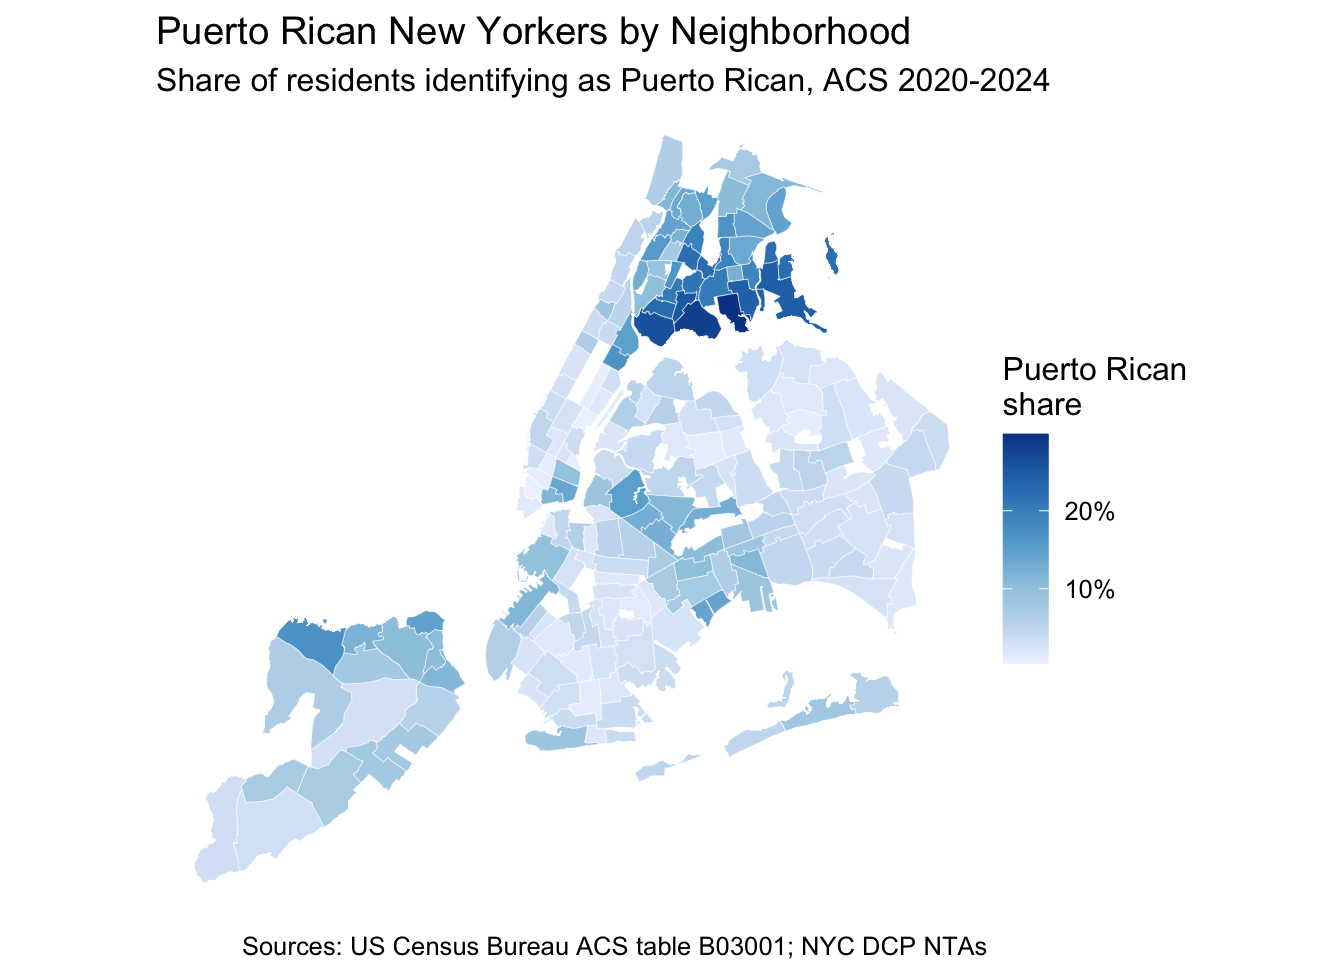 Puerto Rican New Yorkers by Neighborhood
Share of residents identifying as Puerto Rican, ACS 2020-2024
Puerto Rican
share
20%
10%
Sources: US Census Bureau ACS table B03001; NYC DCP NTAs